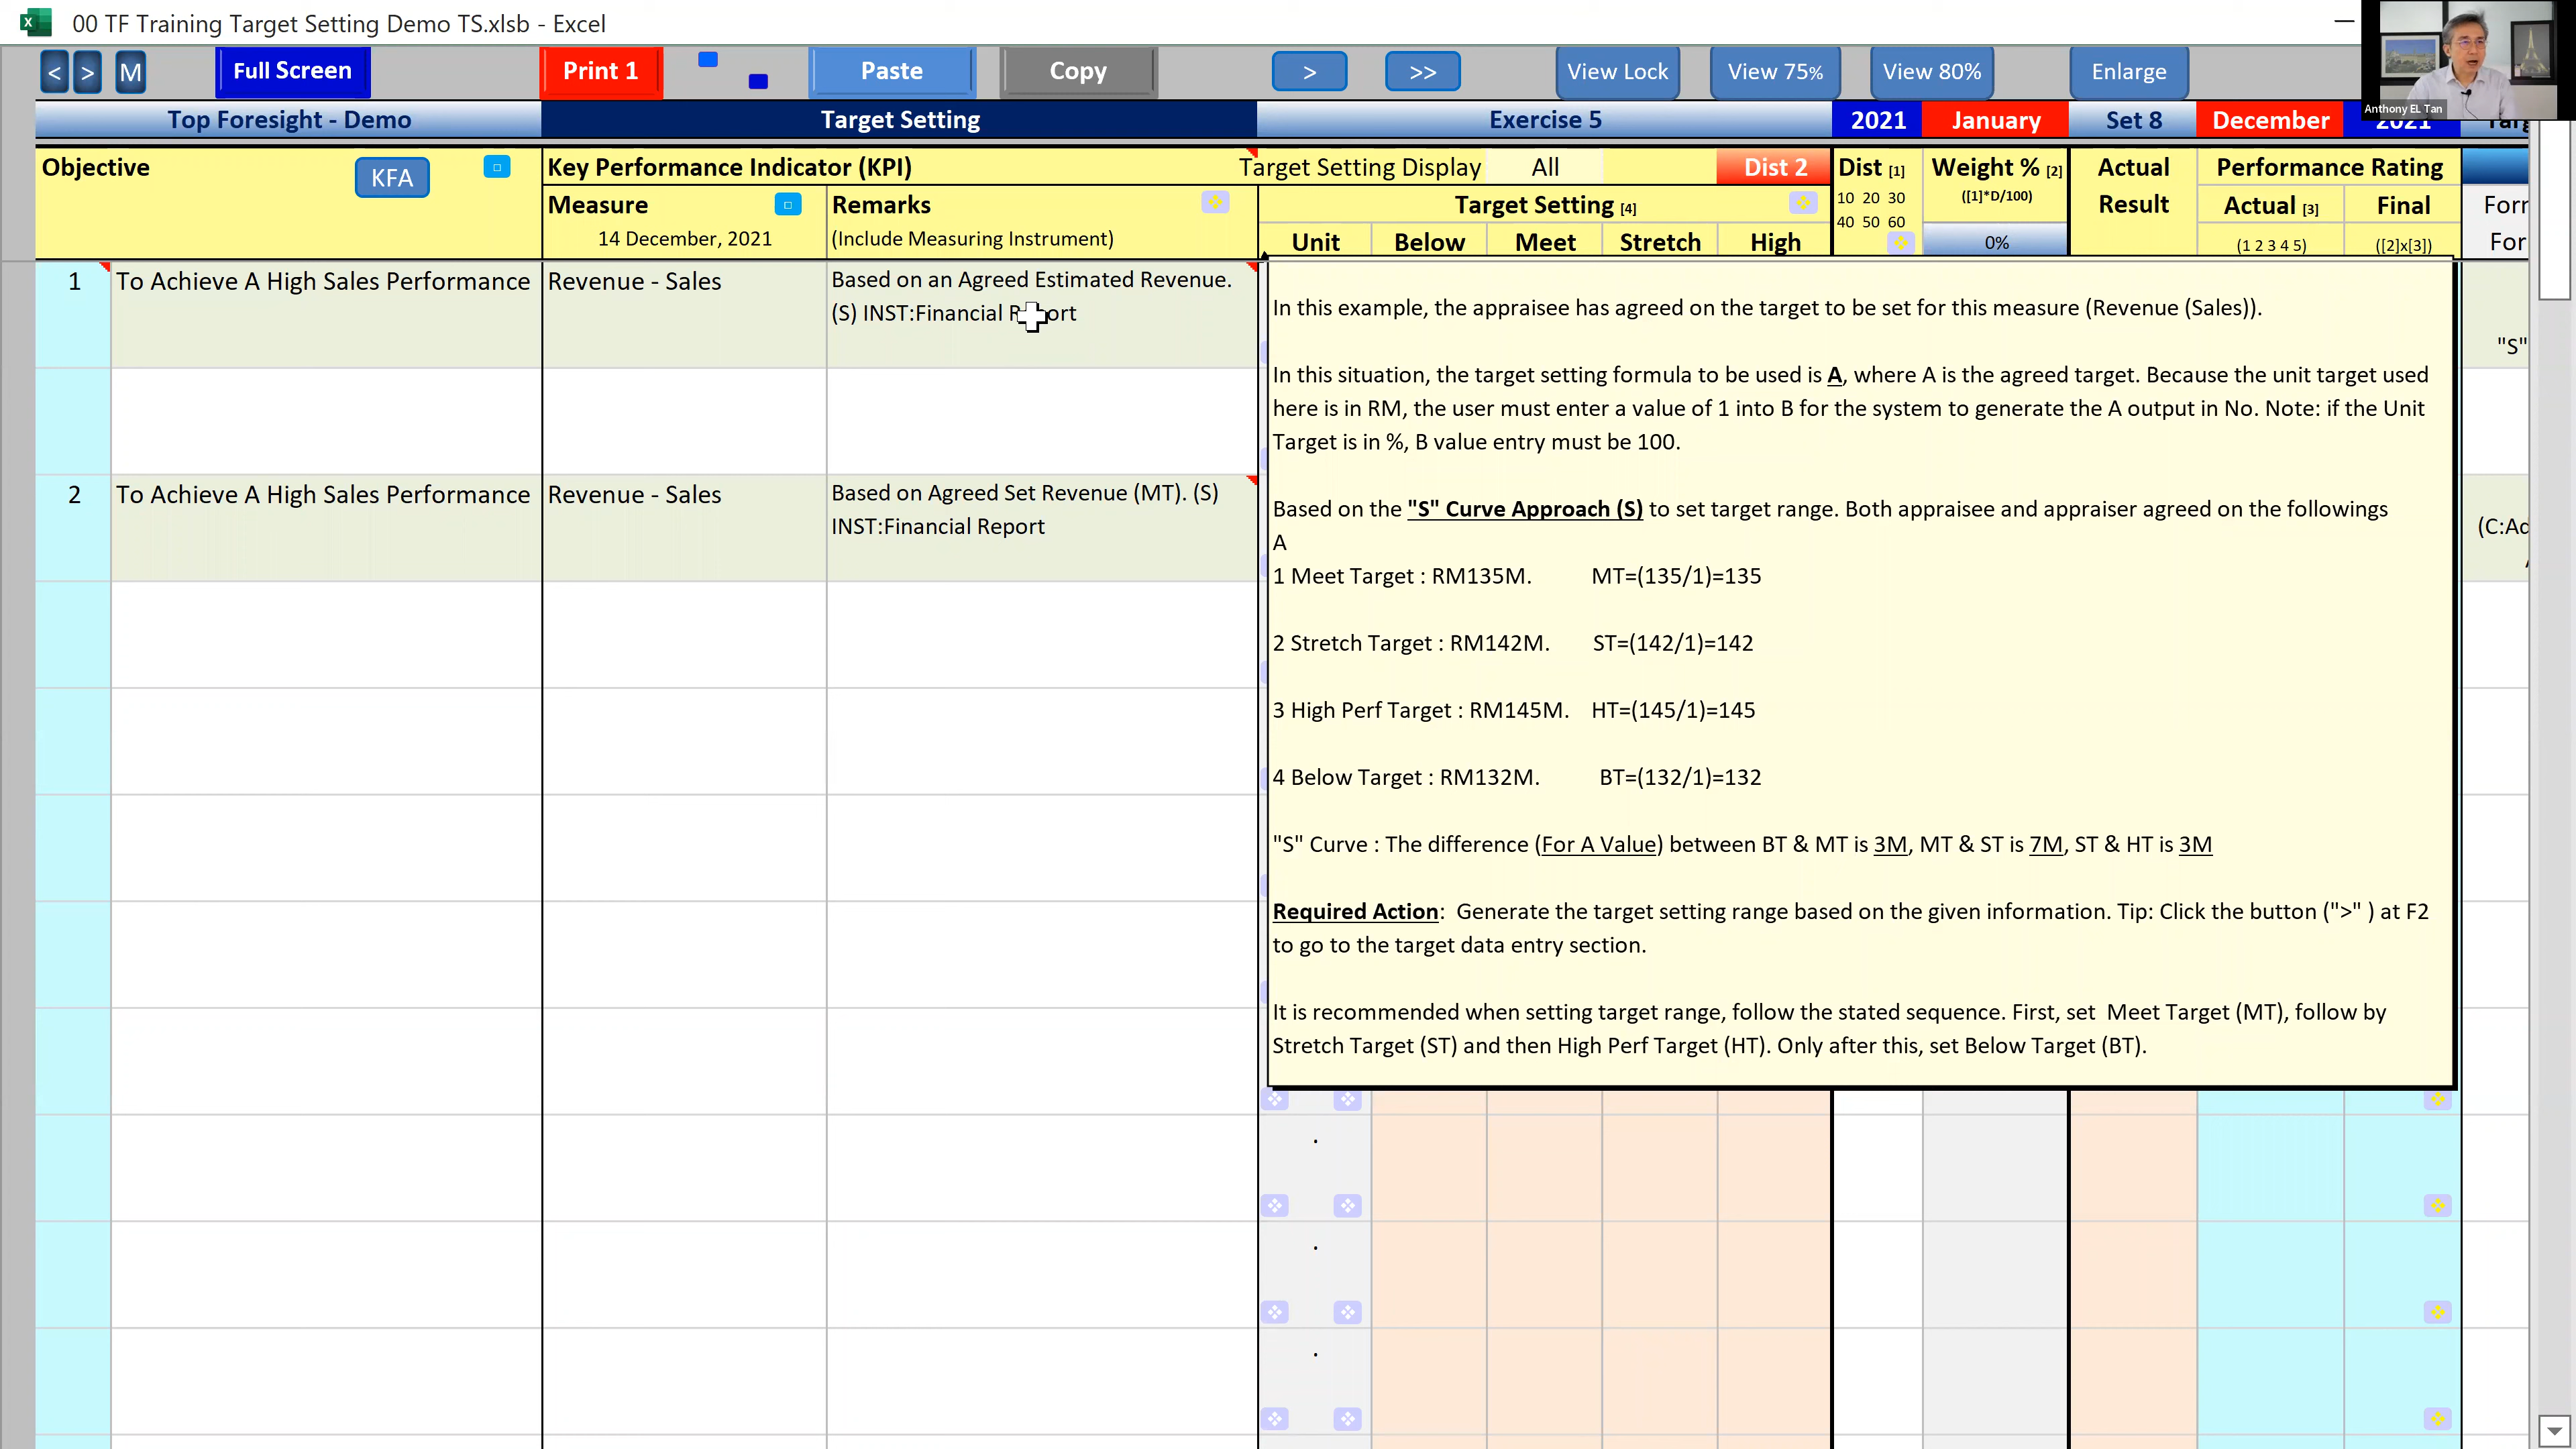 00 TF Training Target Setting Demo TS.xlsb - Excel
< > M Full Screen Print 1 Paste Copy > >> View Lock View 75% View 80% Enlarge
Anthony EL Tan
Top Foresight - Demo Target Setting Exercise 5 2021 January Set 8 December 2021
Objective KFA Key Performance Indicator (KPI) Target Setting Display All Dist 2 Dist [1] Weight % [2] Actual Performance Rating
Measure Remarks Target Setting [4] 10 20 30 ([1]*D/100) Result Actual [3] Final
14 December, 2021 (Include Measuring Instrument) Unit Below Meet Stretch High 40 50 60 0% (1 2 3 4 5) ([2]x[3])
1 To Achieve A High Sales Performance Revenue - Sales Based on an Agreed Estimated Revenue.
(S) INST:Financial Report
"S"
2 To Achieve A High Sales Performance Revenue - Sales Based on Agreed Set Revenue (MT). (S)
INST:Financial Report
In this example, the appraisee has agreed on the target to be set for this measure (Revenue (Sales)).
In this situation, the target setting formula to be used is A, where A is the agreed target. Because the unit target used
here is in RM, the user must enter a value of 1 into B for the system to generate the A output in No. Note: if the Unit
Target is in %, B value entry must be 100.
Based on the "S" Curve Approach (S) to set target range. Both appraisee and appraiser agreed on the followings
A
1 Meet Target : RM135M. MT=(135/1)=135
2 Stretch Target : RM142M. ST=(142/1)=142
3 High Perf Target : RM145M. HT=(145/1)=145
4 Below Target : RM132M. BT=(132/1)=132
"S" Curve : The difference (For A Value) between BT & MT is 3M, MT & ST is 7M, ST & HT is 3M
Required Action: Generate the target setting range based on the given information. Tip: Click the button (">" ) at F2
to go to the target data entry section.
It is recommended when setting target range, follow the stated sequence. First, set Meet Target (MT), follow by
Stretch Target (ST) and then High Perf Target (HT). Only after this, set Below Target (BT).